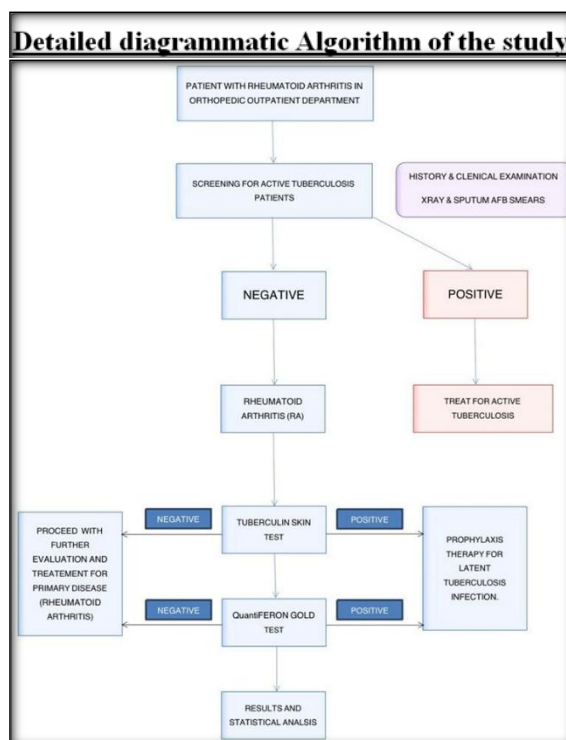 Detailed diagrammatic Algorithm of the study
PATIENT WITH RHEUMATOID ARTHRITIS IN
ORTHOPEDIC OUTPATIENT DEPARTMENT
SCREENING FOR ACTIVE TUBERCULOSIS
PATIENTS
HISTORY & CLENICAL EXAMINATION
XRAY & SPUTUM AFB SMEARS
NEGATIVE
POSITIVE
RHEUMATOID
ARTHRITIS (RA)
TREAT FOR ACTIVE
TUBERCULOSIS
PROCEED WITH
FURTHER
EVALUATION AND
TREATEMENT FOR
PRIMARY DISEASE
(RHEUMATOID
ARTHRITIS)
NEGATIVE
TUBERCULIN SKIN
TEST
POSITIVE
NEGATIVE
QuantiFERON GOLD
TEST
POSITIVE
PROPHYLAXIS
THERAPY FOR
LATENT
TUBERCULOSIS
INFECTION.
RESULTS AND
STATISTICAL ANALSIS